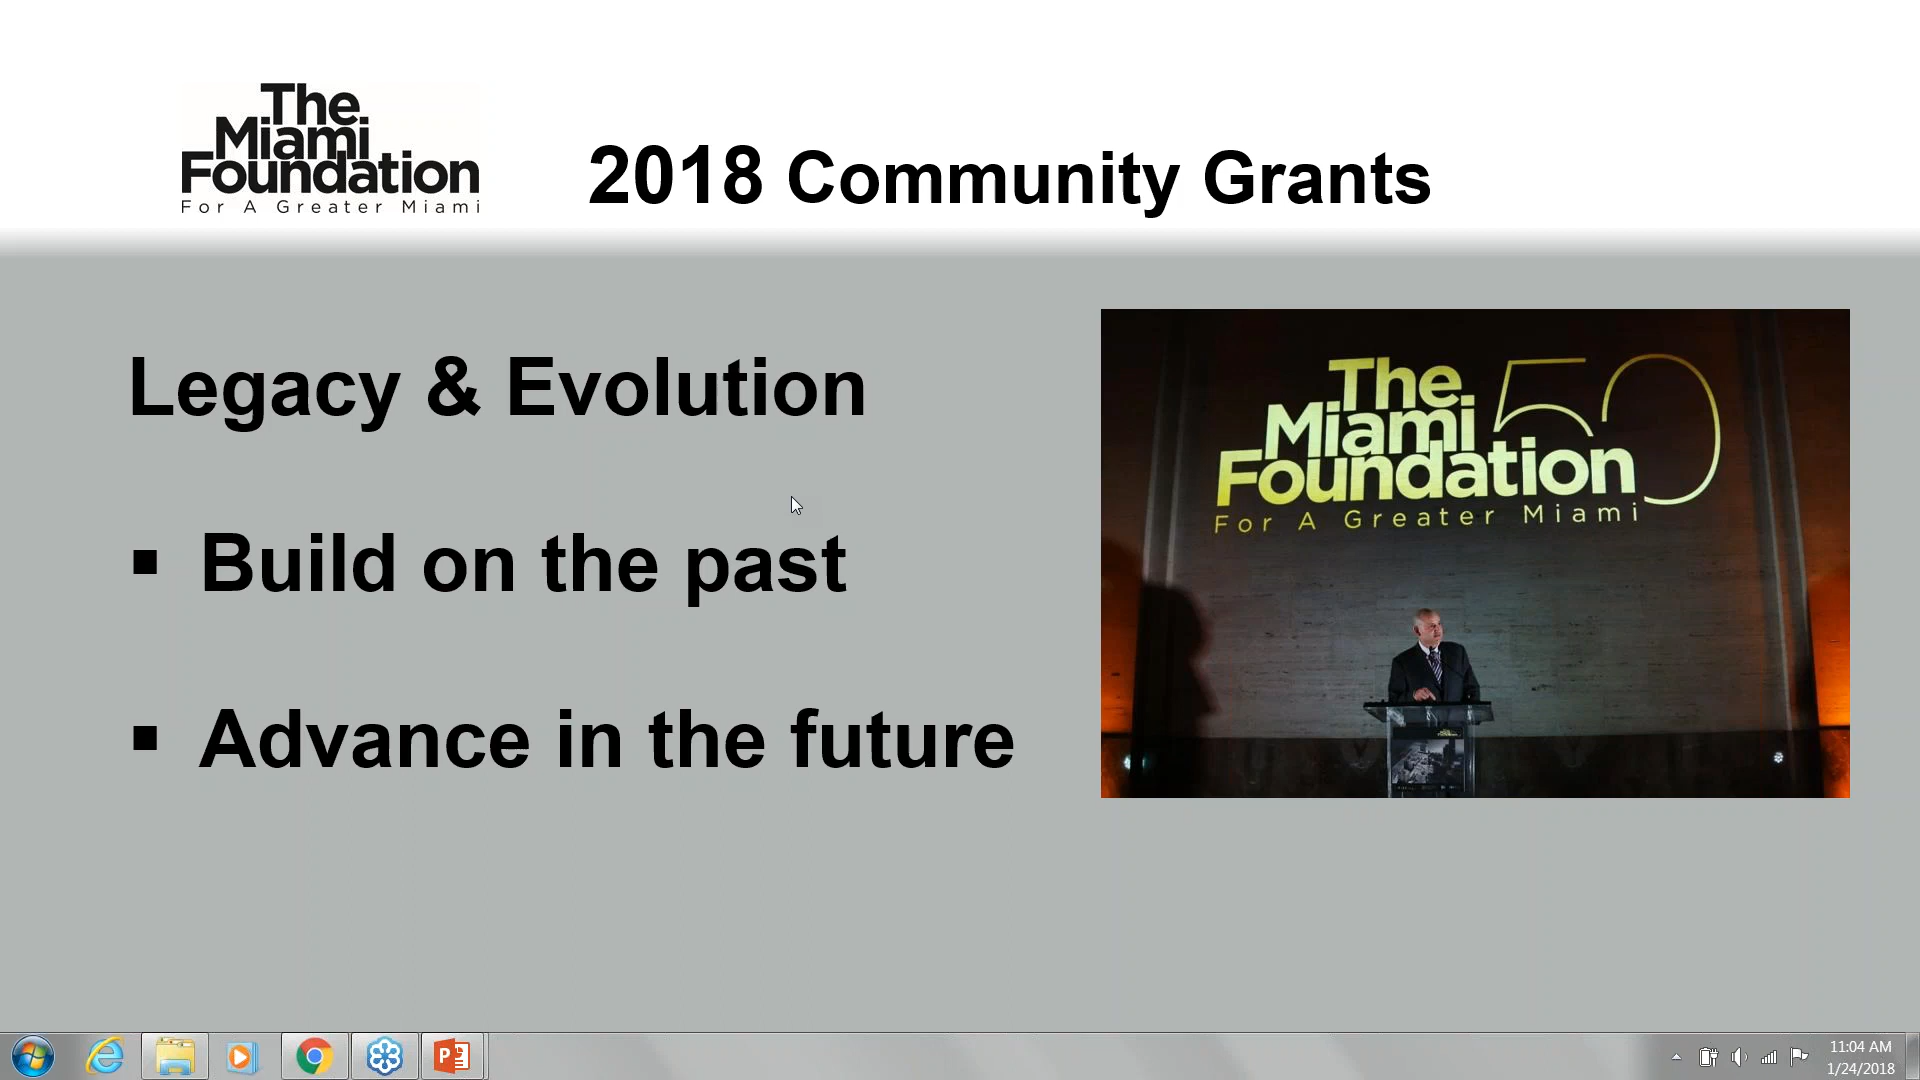 The
Miami
Foundation
For A Greater Miami
2018 Community Grants
Legacy & Evolution
▪ Build on the past
▪ Advance in the future
The
Miami
Foundation
50
For A Greater Miami
11:04 AM
1/24/2018